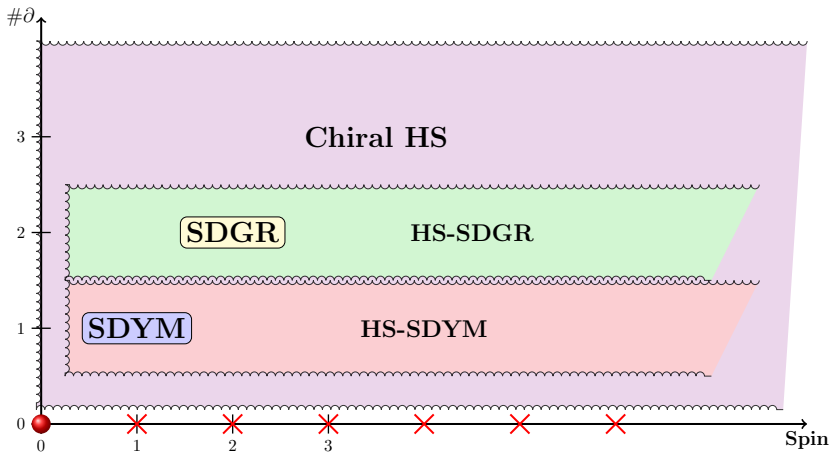 #∂
Chiral HS
3
SDGR HS-SDGR
2
SDYM HS-SDYM
1
0
Spin
0 1 2 3